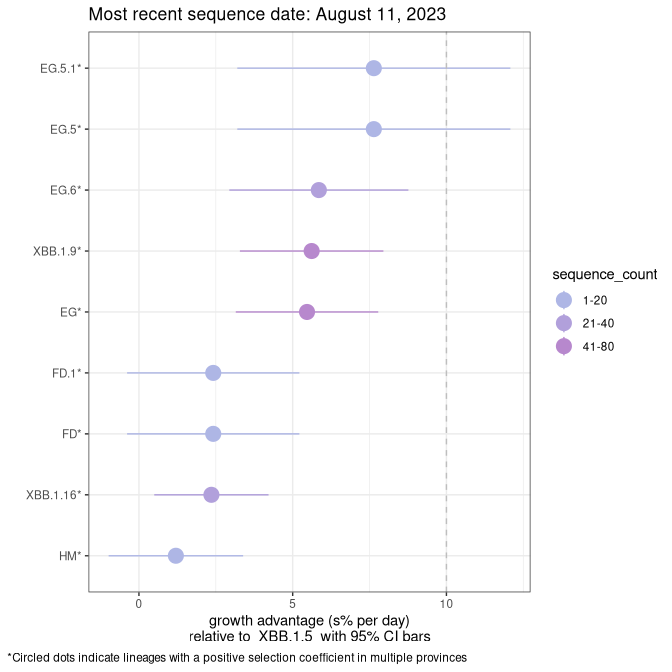 Most recent sequence date: August 11, 2023
EG.5.1*
EG.5*
EG.6*
XBB.1.9*
EG*
FD.1*
FD*
XBB.1.16*
HM*
0 5 10
growth advantage (s% per day)
relative to XBB.1.5 with 95% CI bars
sequence_count
1-20
21-40
41-80
*Circled dots indicate lineages with a positive selection coefficient in multiple provinces